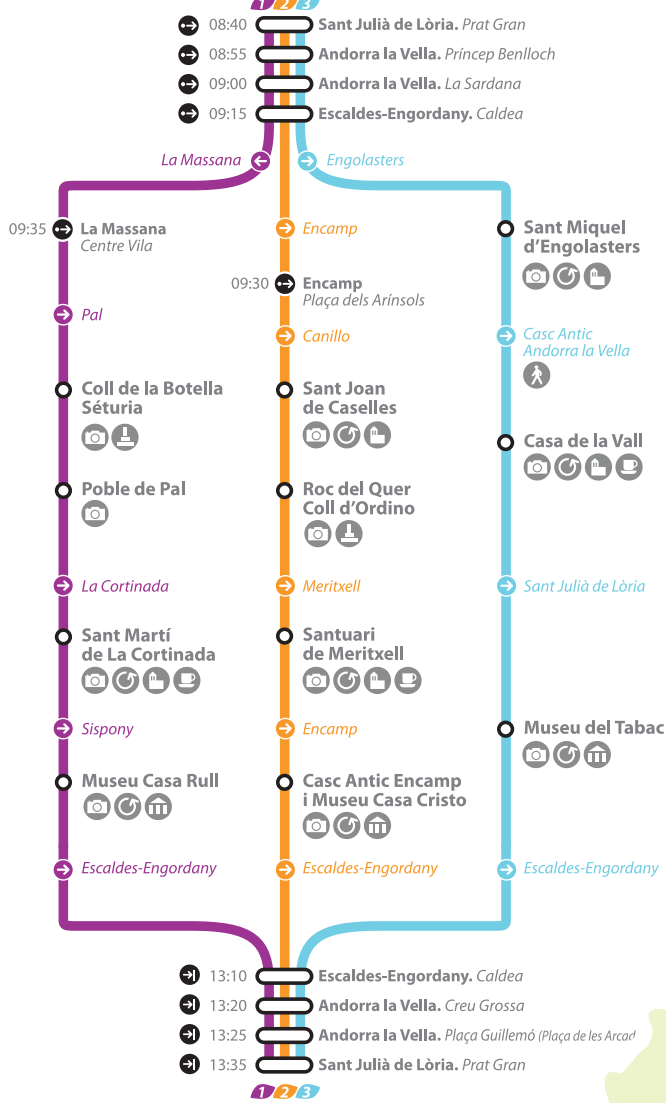 1 2 3
08:40 Sant Julià de Lòria. Prat Gran
08:55 Andorra la Vella. Príncep Benlloch
09:00 Andorra la Vella. La Sardana
09:15 Escaldes-Engordany. Caldea
La Massana
Engolasters
09:35 La Massana
Centre Vila
Pal
Coll de la Botella
Séturia
Poble de Pal
La Cortinada
Sant Martí
de La Cortinada
Sispony
Museu Casa Rull
Escaldes-Engordany
Encamp
09:30 Encamp
Plaça dels Arínsols
Canillo
Sant Joan
de Caselles
Roc del Quer
Coll d'Ordino
Meritxell
Santuari
de Meritxell
Encamp
Casc Antic Encamp
i Museu Casa Cristo
Escaldes-Engordany
Sant Miquel
d'Engolasters
Casc Antic
Andorra la Vella
Casa de la Vall
Sant Julià de Lòria
Museu del Tabac
Escaldes-Engordany
13:10 Escaldes-Engordany. Caldea
13:20 Andorra la Vella. Creu Grossa
13:25 Andorra la Vella. Plaça Guillemó (Plaça de les Arcad
13:35 Sant Julià de Lòria. Prat Gran
1 2 3